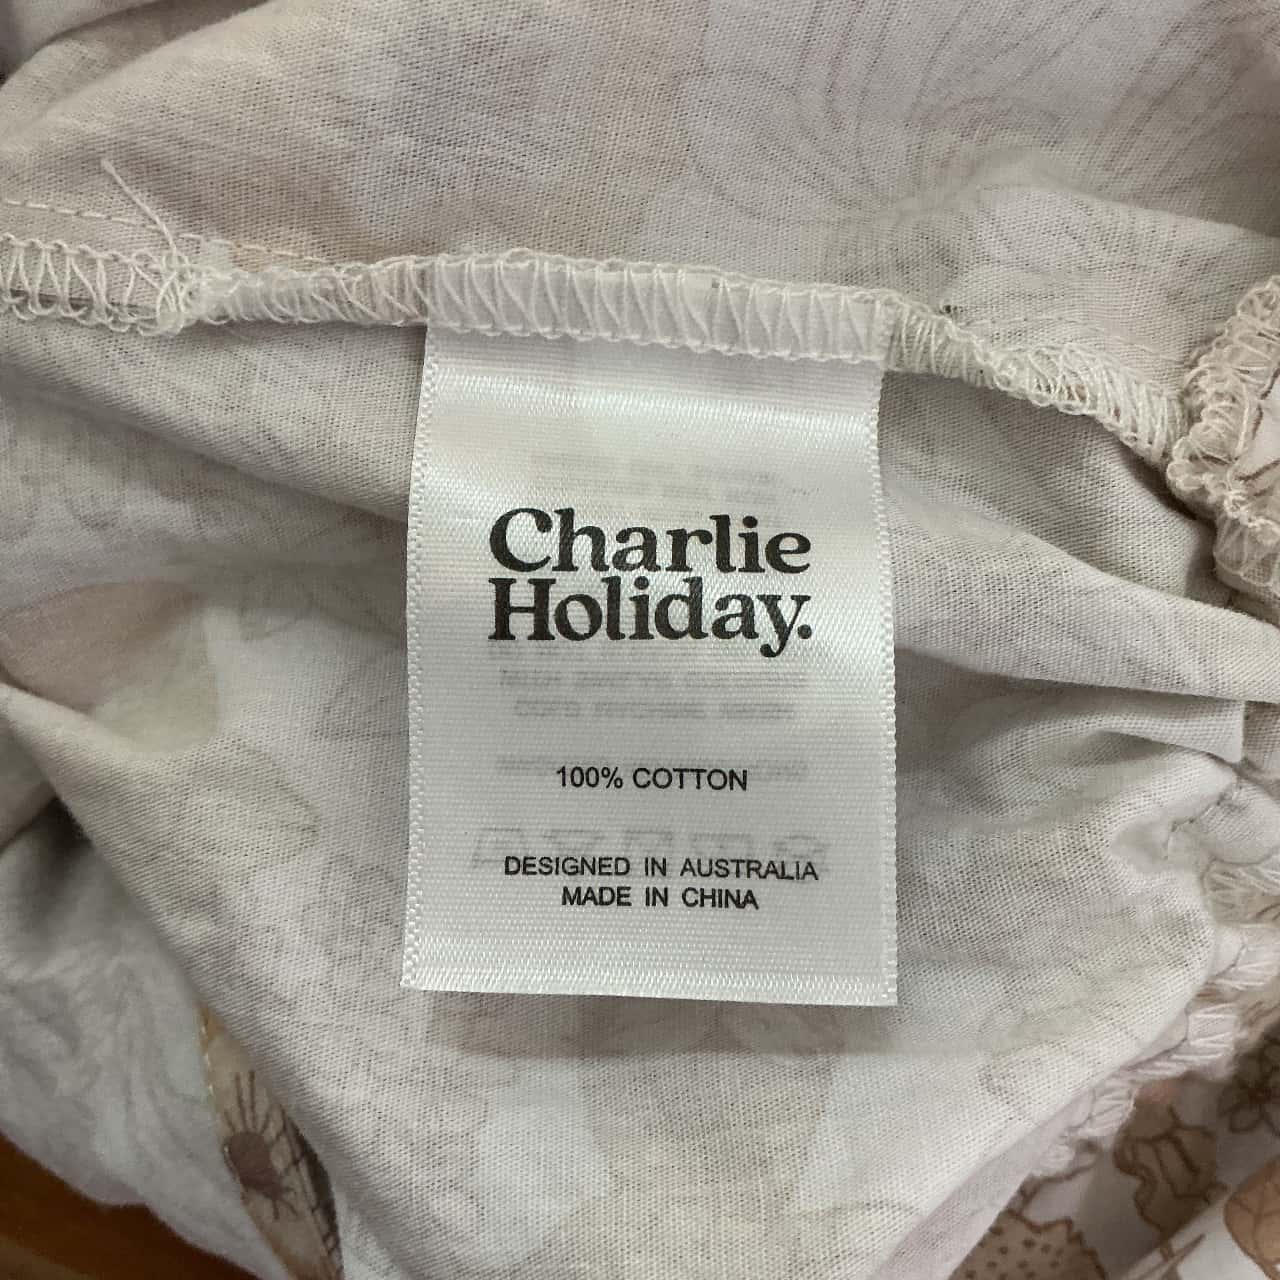 Charlie
Holiday.
100% COTTON
DESIGNED IN AUSTRALIA
MADE IN CHINA